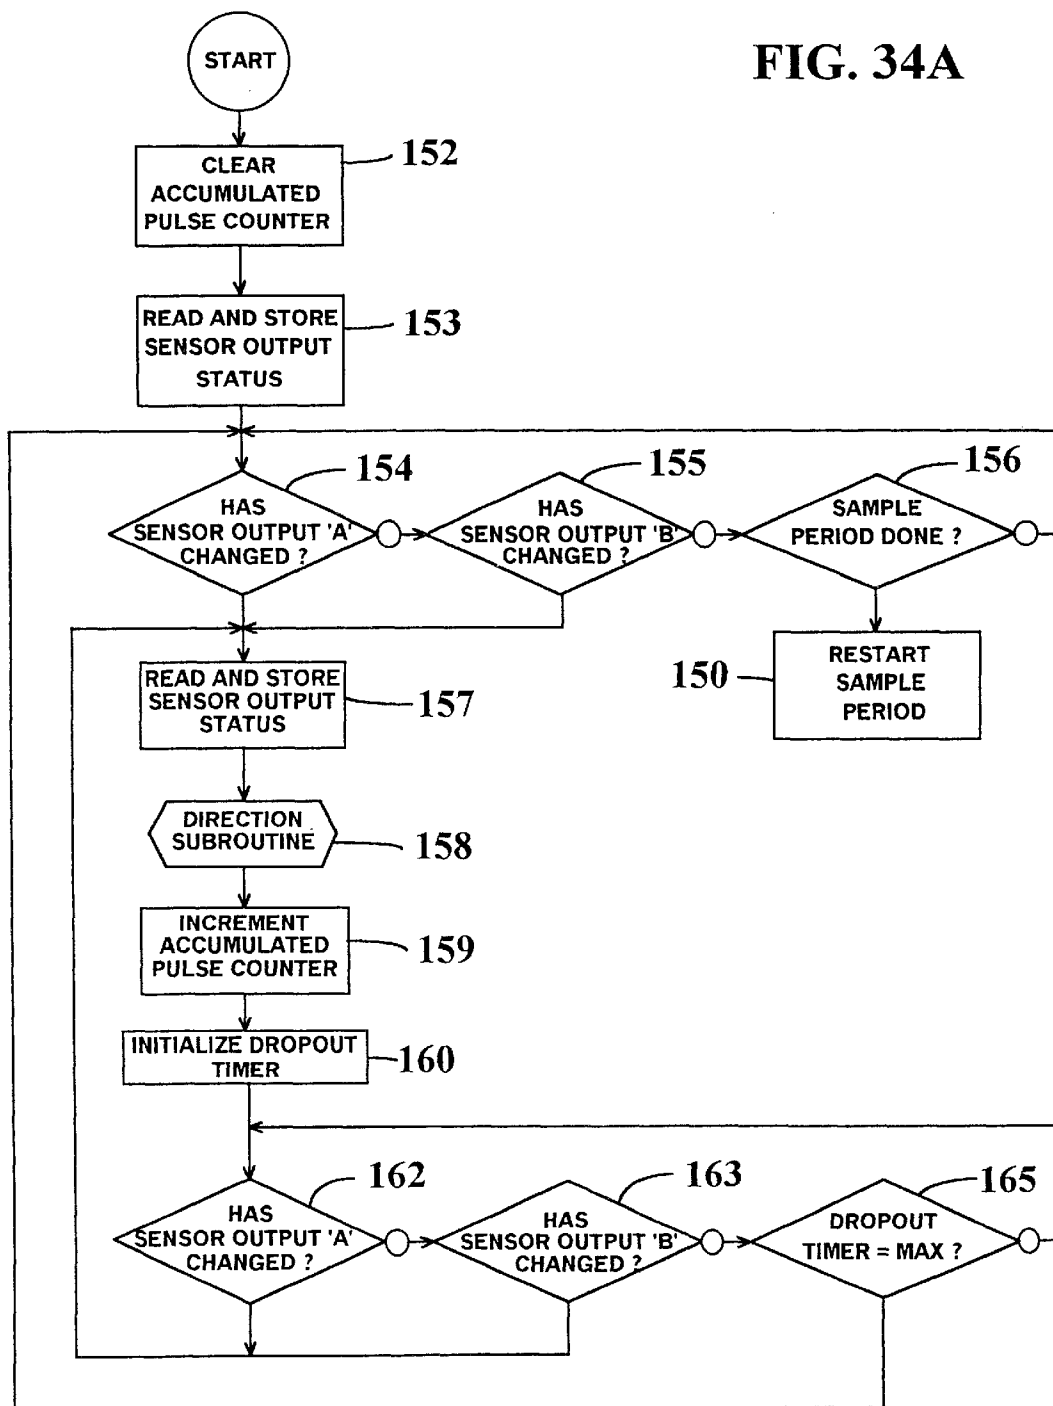 FIG. 34A
START
152
CLEAR
ACCUMULATED
PULSE COUNTER
153
READ AND STORE
SENSOR OUTPUT
STATUS
154
HAS
SENSOR OUTPUT 'A'
CHANGED ?
155
HAS
SENSOR OUTPUT 'B'
CHANGED ?
156
SAMPLE
PERIOD DONE ?
150
RESTART
SAMPLE
PERIOD
READ AND STORE
SENSOR OUTPUT
STATUS
157
DIRECTION
SUBROUTINE
158
INCREMENT
ACCUMULATED
PULSE COUNTER
159
INITIALIZE DROPOUT
TIMER
160
162
HAS
SENSOR OUTPUT 'A'
CHANGED ?
163
HAS
SENSOR OUTPUT 'B'
CHANGED ?
165
DROPOUT
TIMER = MAX ?